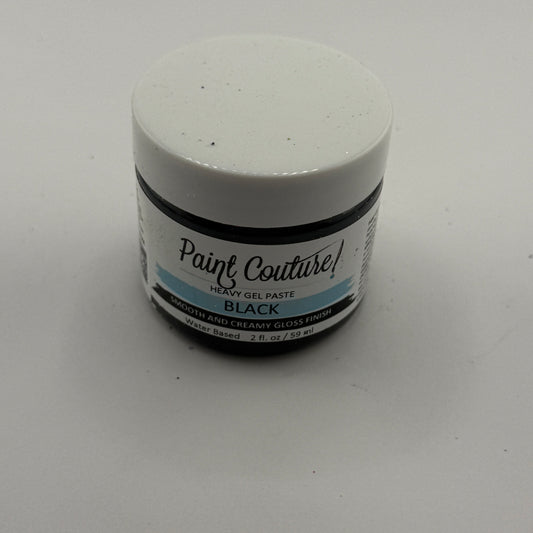 Paint Couture!
HEAVY GEL PASTE
BLACK
SMOOTH AND CREAMY GLOSS FINISH
Water Based 2 fl. oz / 59 ml